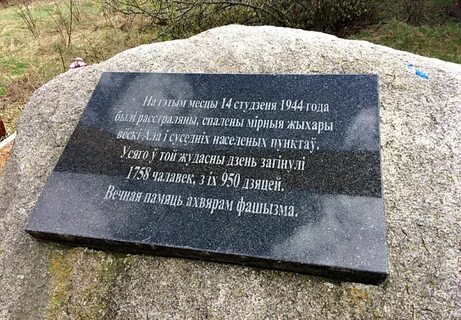 На гэтым месцы 14 студзеня 1944 года
былі расстраляны, спалены мірныя жыхары
вёскі Ала і суседніх населеных пунктаў.
Усяго ў той жудасны дзень загінулі
1758 чалавек, з іх 950 дзяцей.
Вечная памяць ахвярам фашызма.